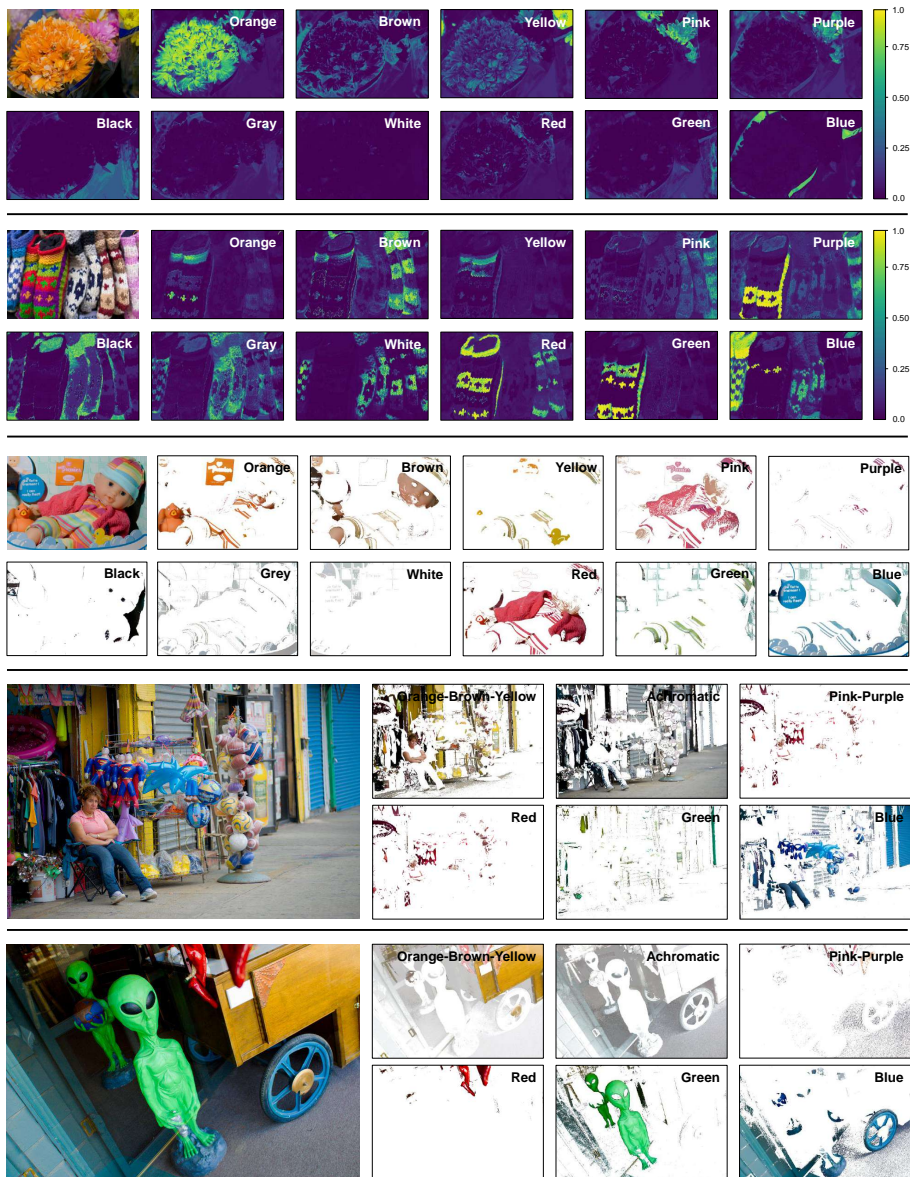 Orange Brown Yellow Pink Purple 1.0
0.75
Black Gray White Red Green Blue 0.50
0.25
0.0
Orange Brown Yellow Pink Purple 1.0
0.75
Black Gray White Red Green Blue 0.50
0.25
0.0
Orange Brown Yellow Pink Purple
Black Grey White Red Green Blue
Orange-Brown-Yellow Achromatic Pink-Purple
Red Green Blue
Orange-Brown-Yellow Achromatic Pink-Purple
Red Green Blue